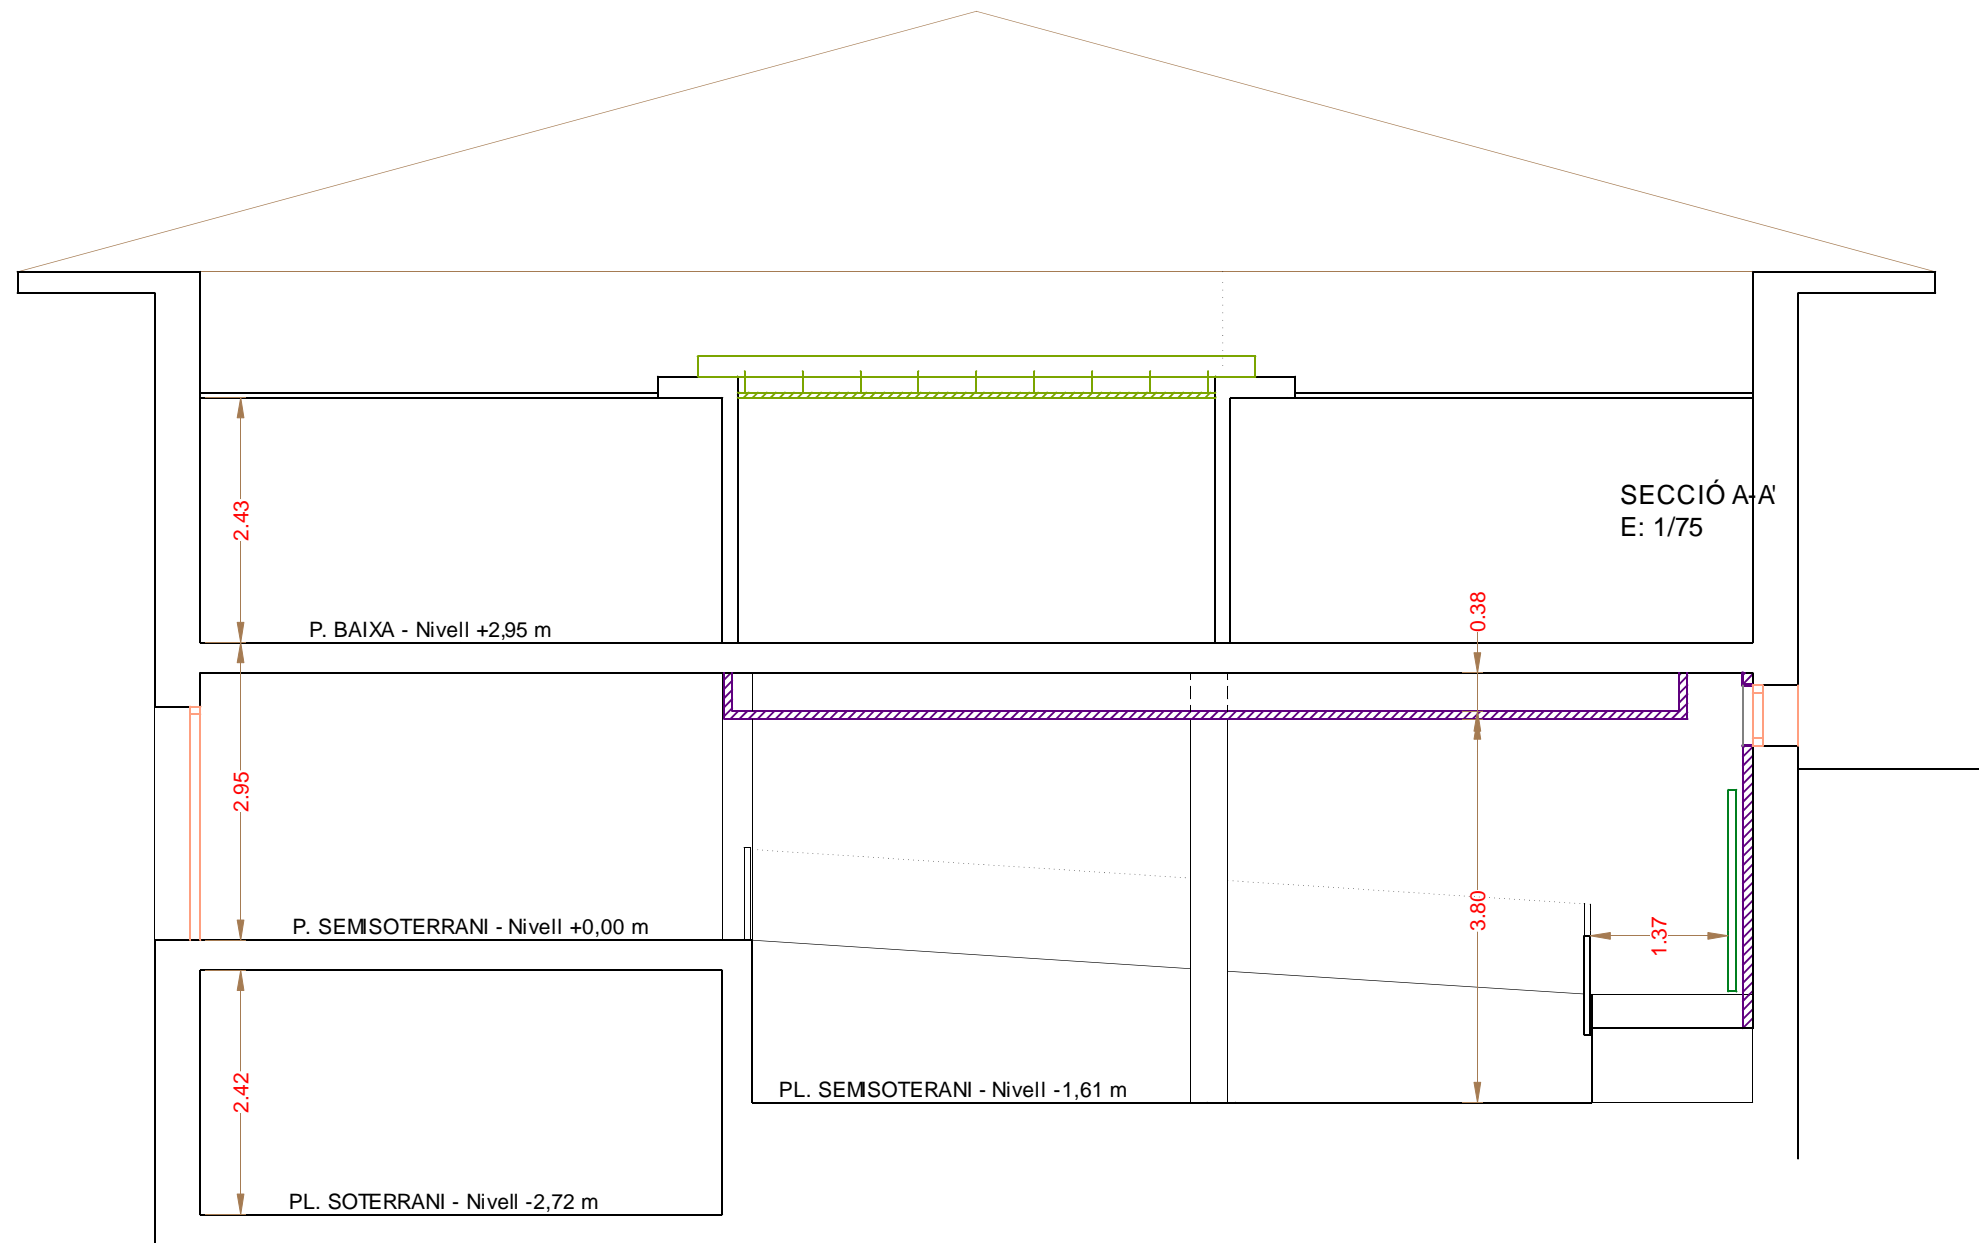 SECCIÓ A-A'
E: 1/75
2.43
0.38
P. BAIXA - Nivell +2,95 m
2.95
3.80
P. SEMISOTERRANI - Nivell +0,00 m
1.37
2.42
PL. SEMISOTERANI - Nivell -1,61 m
PL. SOTERRANI - Nivell -2,72 m